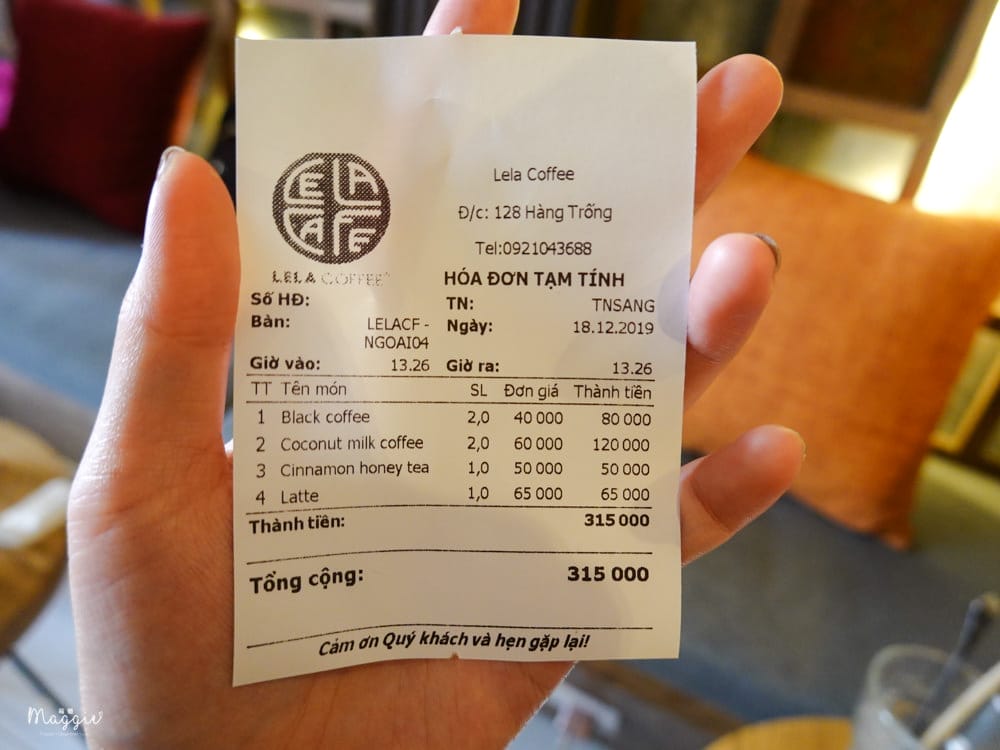 LELA CAFE
LELA COFFEE
Lela Coffee
Đ/c: 128 Hàng Trống
Tel:0921043688
HÓA ĐƠN TẠM TÍNH
Số HĐ: TN: TNSANG
Bàn: LELACF - NGOAI04 Ngày: 18.12.2019
Giờ vào: 13.26 Giờ ra: 13.26
TT Tên món SL Đơn giá Thành tiền
1 Black coffee 2,0 40 000 80 000
2 Coconut milk coffee 2,0 60 000 120 000
3 Cinnamon honey tea 1,0 50 000 50 000
4 Latte 1,0 65 000 65 000
Thành tiền: 315 000
Tổng cộng: 315 000
Cảm ơn Quý khách và hẹn gặp lại!
Maggie